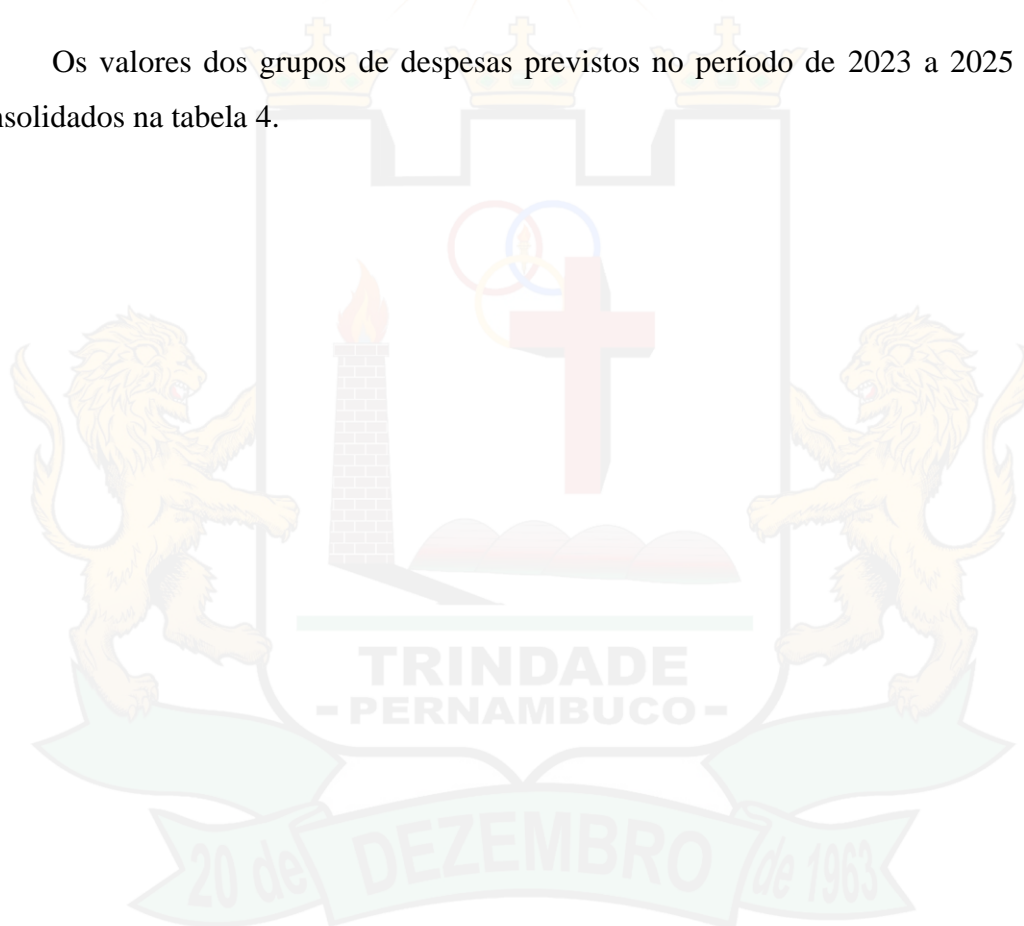 Os valores dos grupos de despesas previstos no período de 2023 a 2025
nsolidados na tabela 4.
TRINDADE
- PERNAMBUCO -
20 de DEZEMBRO de 1963